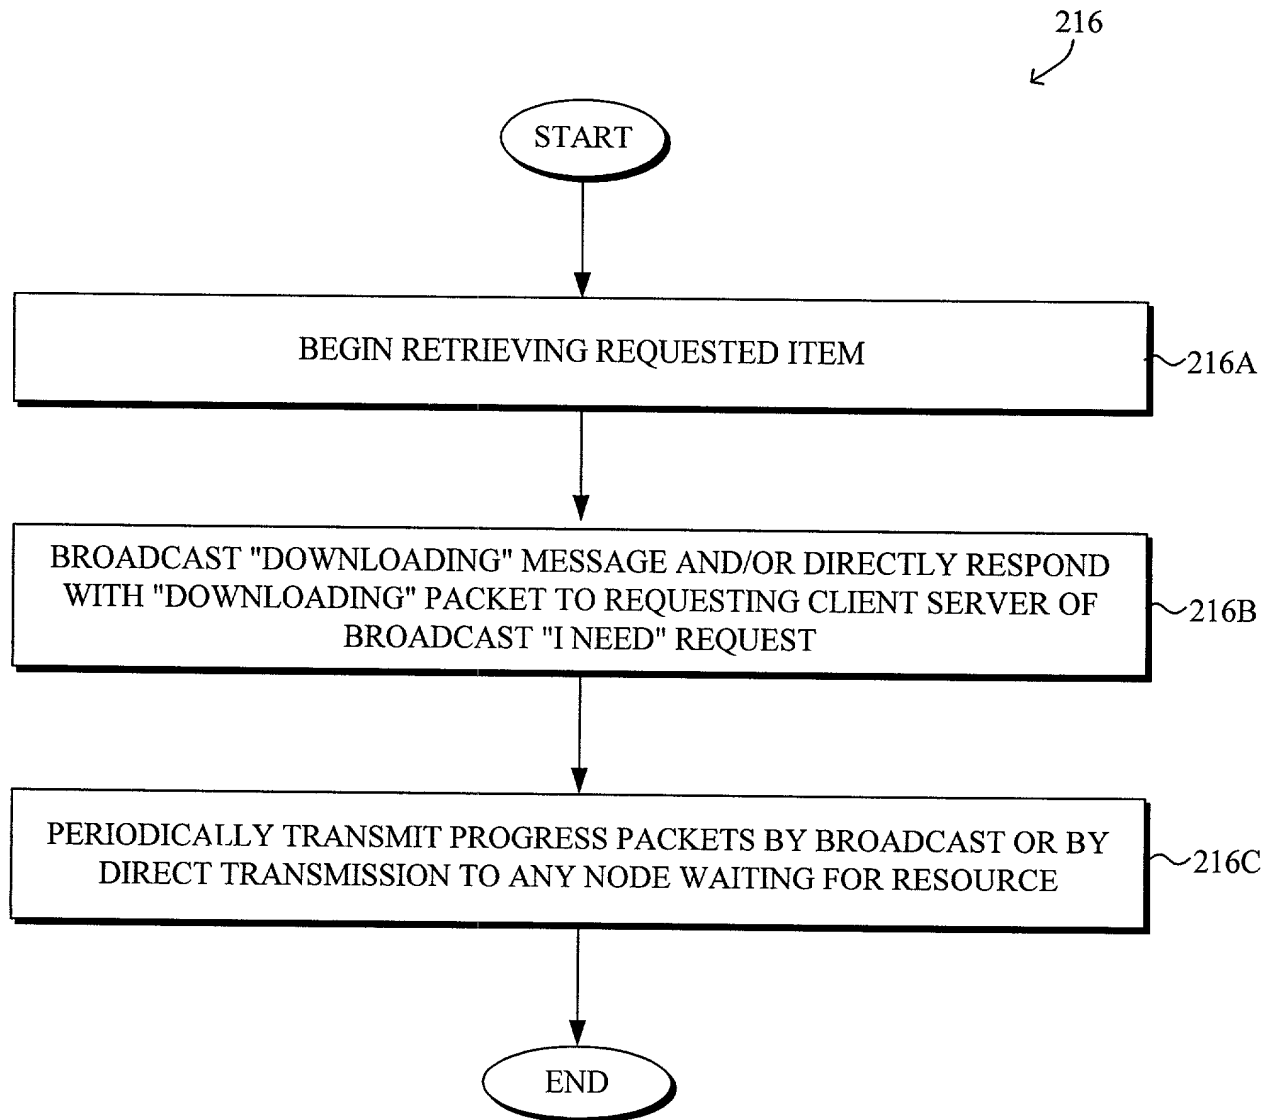 216
START
BEGIN RETRIEVING REQUESTED ITEM
216A
BROADCAST "DOWNLOADING" MESSAGE AND/OR DIRECTLY RESPOND
WITH "DOWNLOADING" PACKET TO REQUESTING CLIENT SERVER OF
BROADCAST "I NEED" REQUEST
216B
PERIODICALLY TRANSMIT PROGRESS PACKETS BY BROADCAST OR BY
DIRECT TRANSMISSION TO ANY NODE WAITING FOR RESOURCE
216C
END